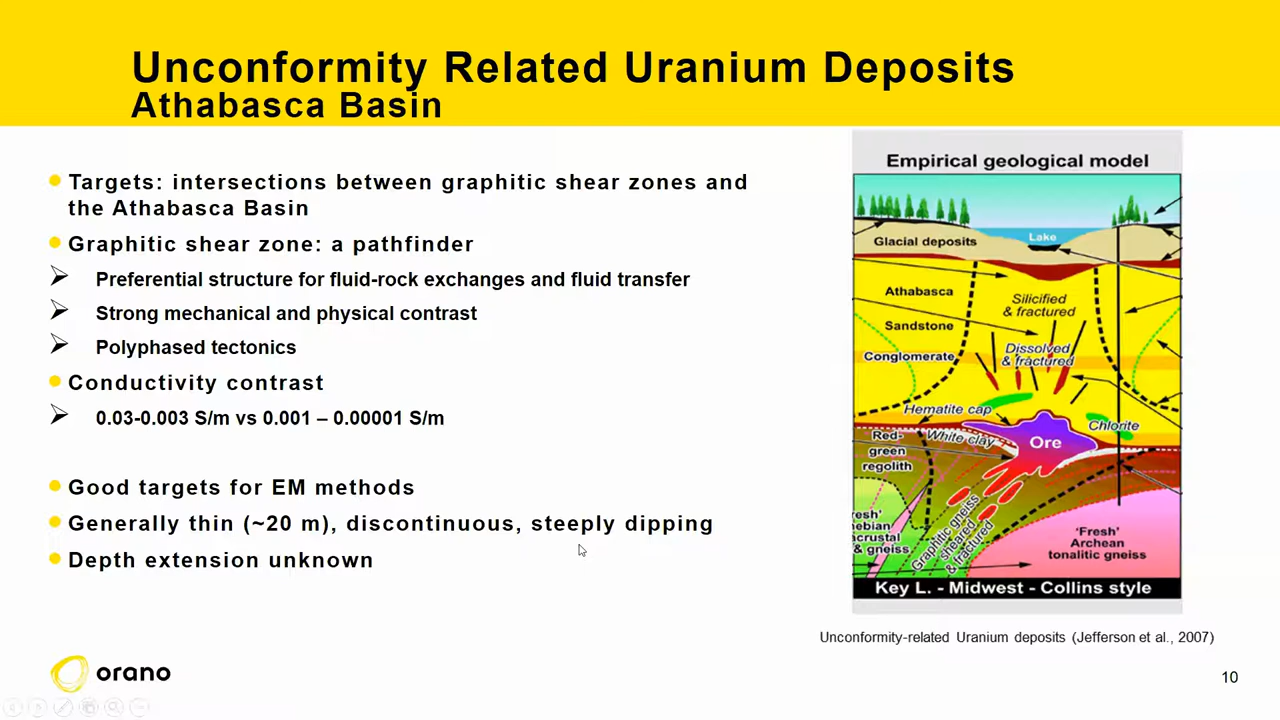 Unconformity Related Uranium Deposits
Athabasca Basin
Targets: intersections between graphitic shear zones and
the Athabasca Basin
Graphitic shear zone: a pathfinder
Preferential structure for fluid-rock exchanges and fluid transfer
Strong mechanical and physical contrast
Polyphased tectonics
Conductivity contrast
0.03-0.003 S/m vs 0.001 – 0.00001 S/m
Good targets for EM methods
Generally thin (~20 m), discontinuous, steeply dipping
Depth extension unknown
Empirical geological model
Lake
Glacial deposits
Athabasca
Silicified
& fractured
Sandstone
Dissolved
& fractured
Conglomerate
Hematite cap
Chlorite
White clay
Ore
Red-
green
regolith
resh'
ebian
acrustal
& gneiss
Graphitic gneiss
sheared
& fractured
'Fresh'
Archean
tonalitic gneiss
Key L. - Midwest - Collins style
Unconformity-related Uranium deposits (Jefferson et al., 2007)
orano
10